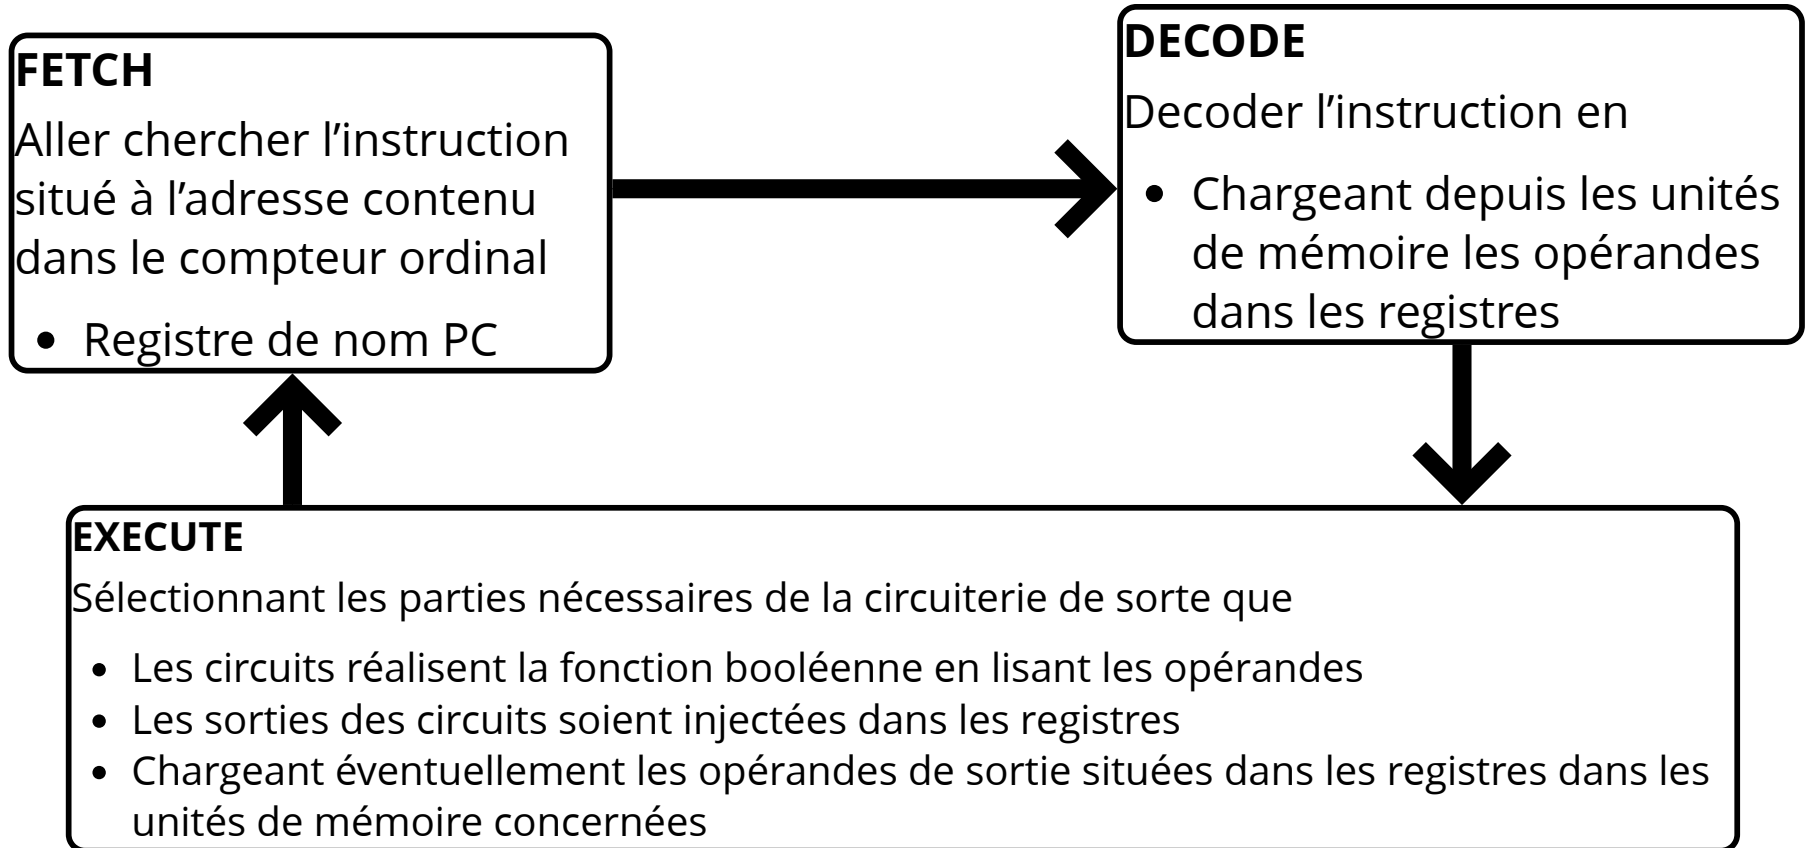 FETCH
Aller chercher l’instruction
situé à l’adresse contenu
dans le compteur ordinal
• Registre de nom PC
DECODE
Decoder l’instruction en
• Chargeant depuis les unités
de mémoire les opérandes
dans les registres
EXECUTE
Sélectionnant les parties nécessaires de la circuiterie de sorte que
• Les circuits réalisent la fonction booléenne en lisant les opérandes
• Les sorties des circuits soient injectées dans les registres
• Chargeant éventuellement les opérandes de sortie situées dans les registres dans les
unités de mémoire concernées